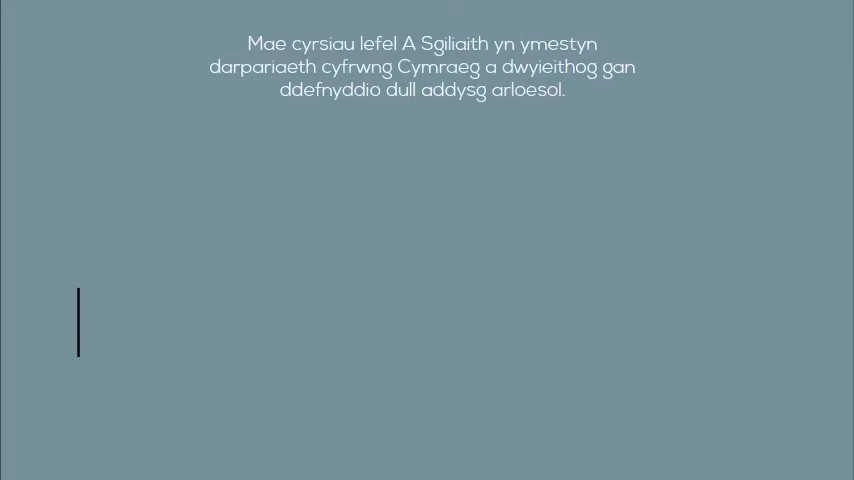 Mae cyrsiau lefel A Sgiliaith yn ymestyn
darpariaeth cyfrwng Cymraeg a dwyieithog gan
ddefnyddio dull addysg arloesol.